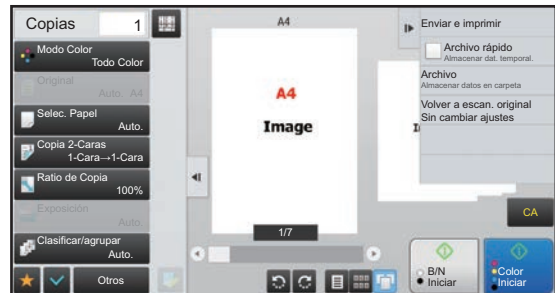 Copias 1
Modo Color
Todo Color
Original
Auto. A4
Selec. Papel
Auto.
Copia 2-Caras
1-Cara→1-Cara
Ratio de Copia
100%
Exposición
Auto.
Clasificar/agrupar
Auto.
Otros
A4
A4
Image
1/7
Enviar e imprimir
Archivo rápido
Almacenar dat. temporal.
Archivo
Almacenar datos en carpeta
Volver a escan. original
Sin cambiar ajustes
CA
B/N
Iniciar
Color
Iniciar